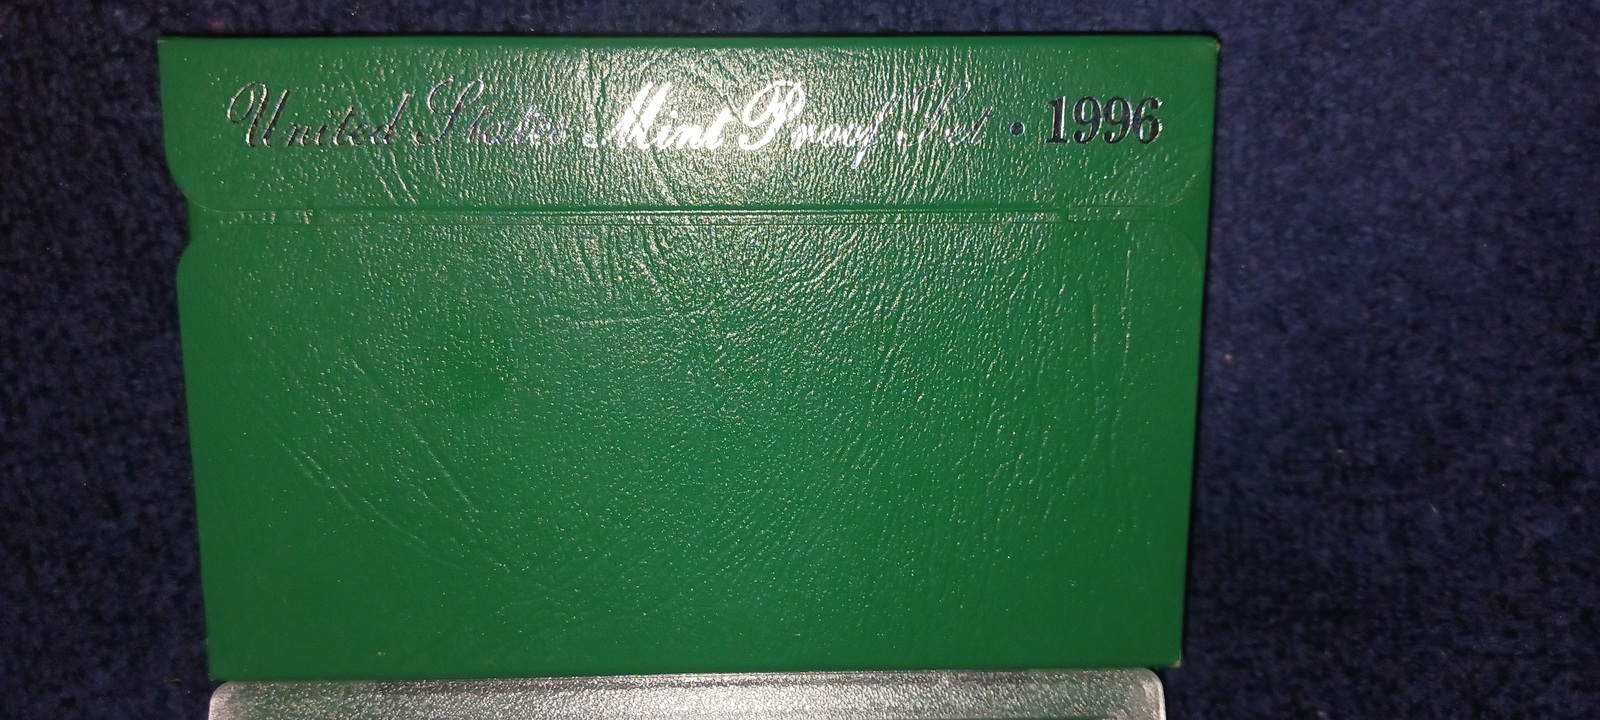 United States Mint Proof Set • 1996